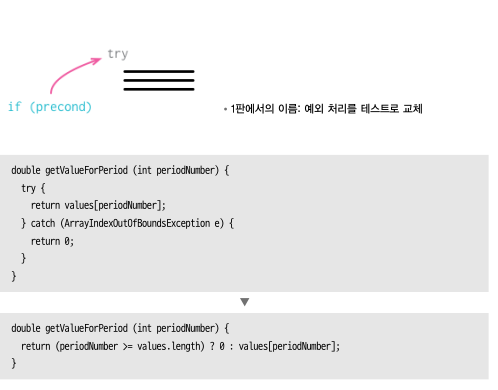 try
if (precond)
• 1판에서의 이름: 예외 처리를 테스트로 교체
double getValueForPeriod (int periodNumber) {
  try {
    return values[periodNumber];
  } catch (ArrayIndexOutOfBoundsException e) {
    return 0;
  }
}
double getValueForPeriod (int periodNumber) {
  return (periodNumber >= values.length) ? 0 : values[periodNumber];
}